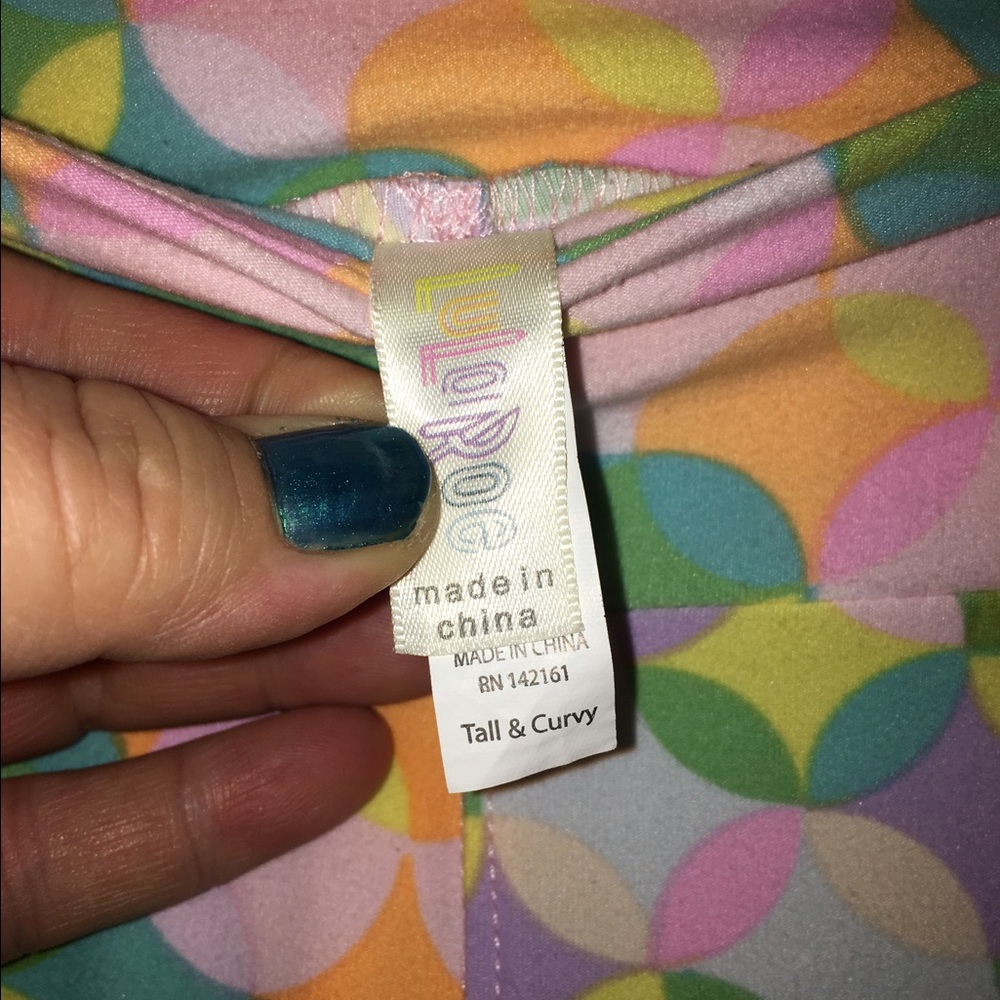 LuLaRoe
made in
china
MADE IN CHINA
RN 142161
Tall & Curvy